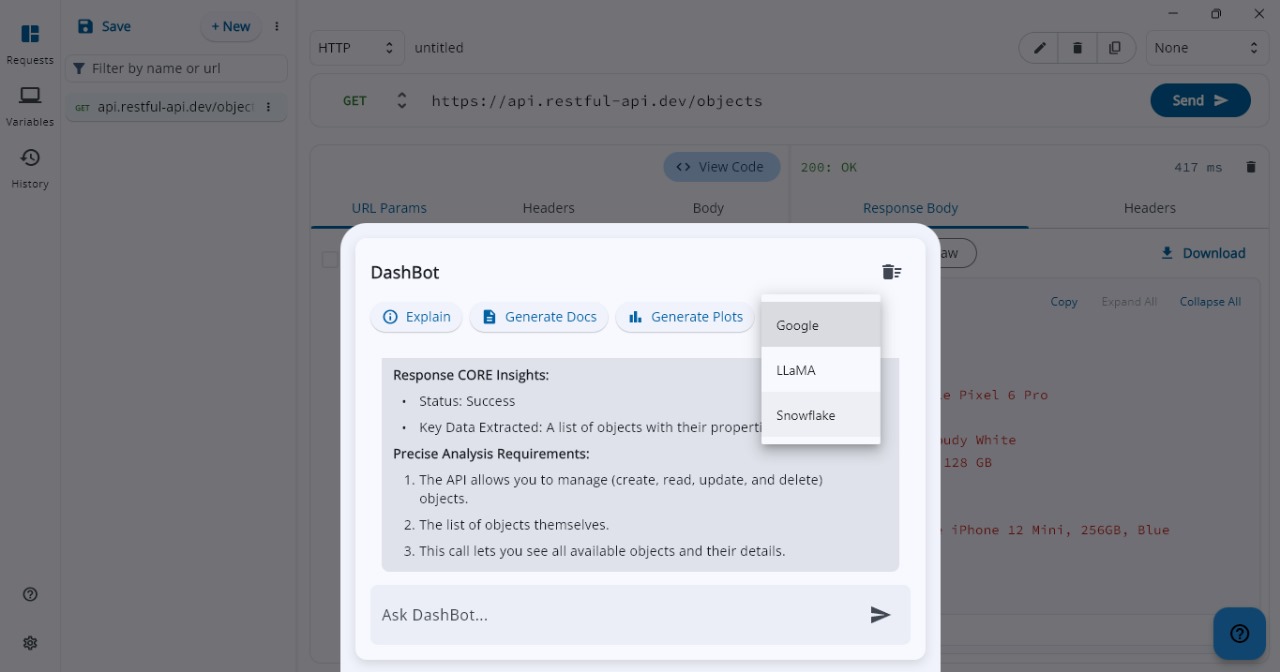 Requests
Variables
History
Save
+ New
Filter by name or url
GET api.restful-api.dev/object
HTTP
untitled
None
GET
https://api.restful-api.dev/objects
Send
View Code
200: OK
417 ms
URL Params
Headers
Body
Response Body
Headers
Download
Copy
Expand All
Collapse All
Pixel 6 Pro
White
128 GB
iPhone 12 Mini, 256GB, Blue
DashBot
Explain
Generate Docs
Generate Plots
Google
LLaMA
Snowflake
Response CORE Insights:
• Status: Success
• Key Data Extracted: A list of objects with their
Precise Analysis Requirements:
1. The API allows you to manage (create, read, update, and delete)
objects.
2. The list of objects themselves.
3. This call lets you see all available objects and their details.
Ask DashBot...